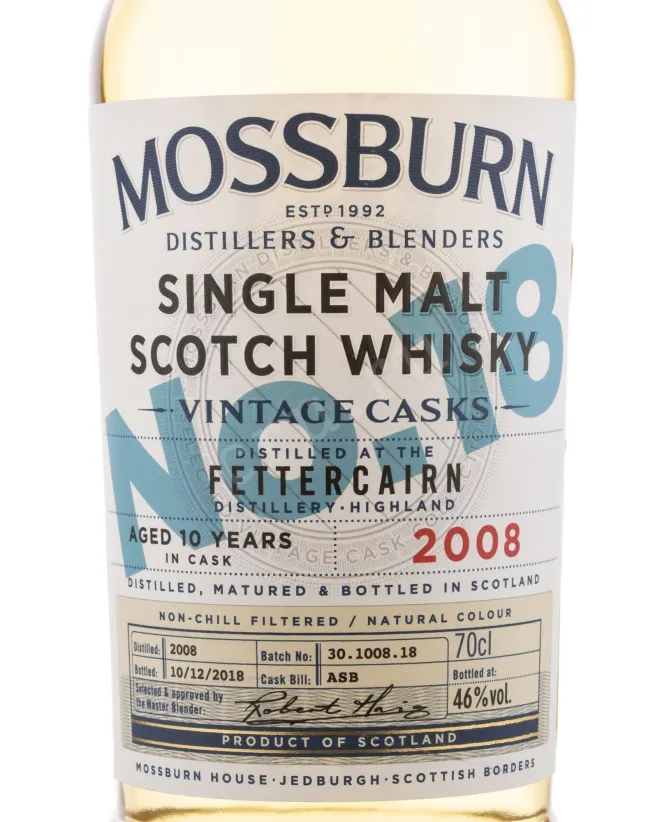 MOSSBURN
ESTD 1992
DISTILLERS & BLENDERS
SINGLE MALT
SCOTCH WHISKY
No.18
VINTAGE CASKS
DISTILLED AT THE
FETTERCAIRN
DISTILLERY·HIGHLAND
AGED 10 YEARS
IN CASK
2008
DISTILLED, MATURED & BOTTLED IN SCOTLAND
NON-CHILL FILTERED / NATURAL COLOUR
Distilled: 2008 Batch No: 30.1008.18 70cl
Bottled: 10/12/2018 Cask Bill: ASB Bottled at:
46%vol.
Selected & approved by
the Master Blender: Robert Haig
PRODUCT OF SCOTLAND
MOSSBURN HOUSE·JEDBURGH·SCOTTISH BORDERS